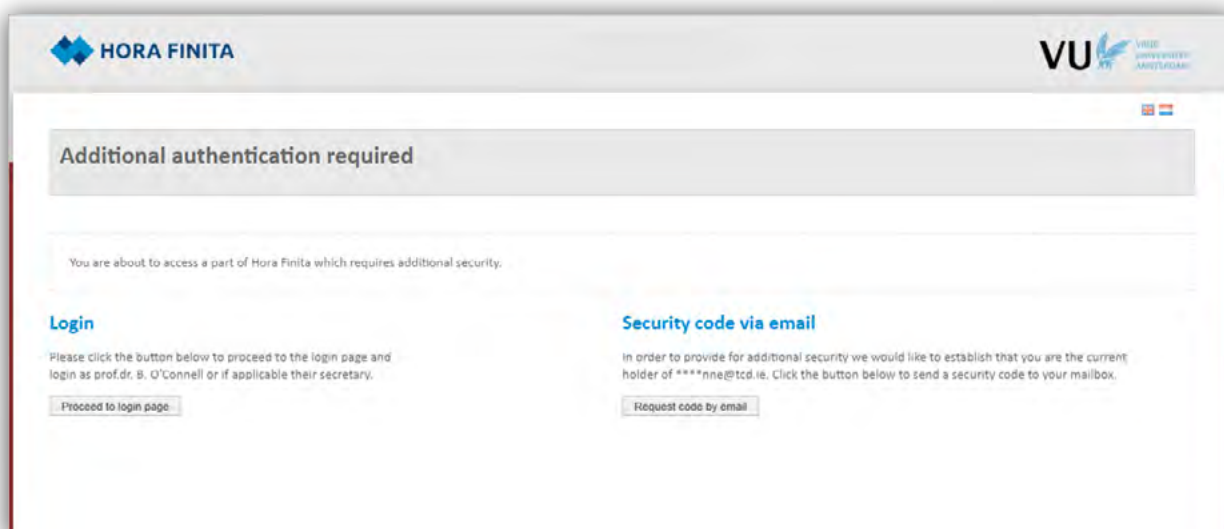 HORA FINITA
VU
VRIJE
UNIVERSITEIT
AMSTERDAM
Additional authentication required
You are about to access a part of Hora Finita which requires additional security.
Login
Please click the button below to proceed to the login page and
login as prof.dr. B. O'Connell or if applicable their secretary.
Proceed to login page
Security code via email
In order to provide for additional security we would like to establish that you are the current
holder of ****nne@tcd.ie. Click the button below to send a security code to your mailbox.
Request code by email